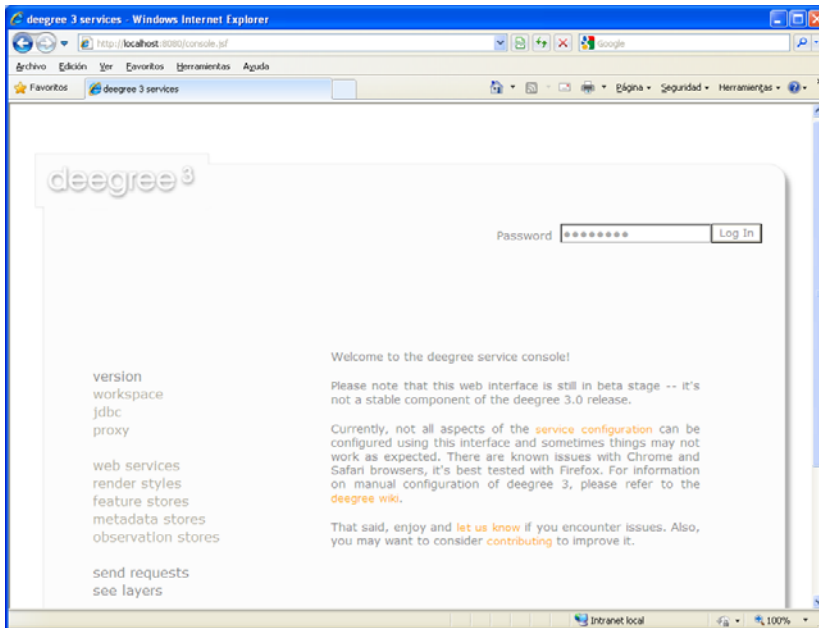 deegree 3 services - Windows Internet Explorer
http://localhost:8080/console.jsf
Google
Archivo Edición Ver Favoritos Herramientas Ayuda
Favoritos
deegree 3 services
Página
Seguridad
Herramientas
deegree 3
Password
Log In
version
workspace
jdbc
proxy
web services
render styles
feature stores
metadata stores
observation stores
send requests
see layers
Welcome to the deegree service console!
Please note that this web interface is still in beta stage -- it's
not a stable component of the deegree 3.0 release.
Currently, not all aspects of the service configuration can be
configured using this interface and sometimes things may not
work as expected. There are known issues with Chrome and
Safari browsers, it's best tested with Firefox. For information
on manual configuration of deegree 3, please refer to the
deegree wiki.
That said, enjoy and let us know if you encounter issues. Also,
you may want to consider contributing to improve it.
Intranet local
100%